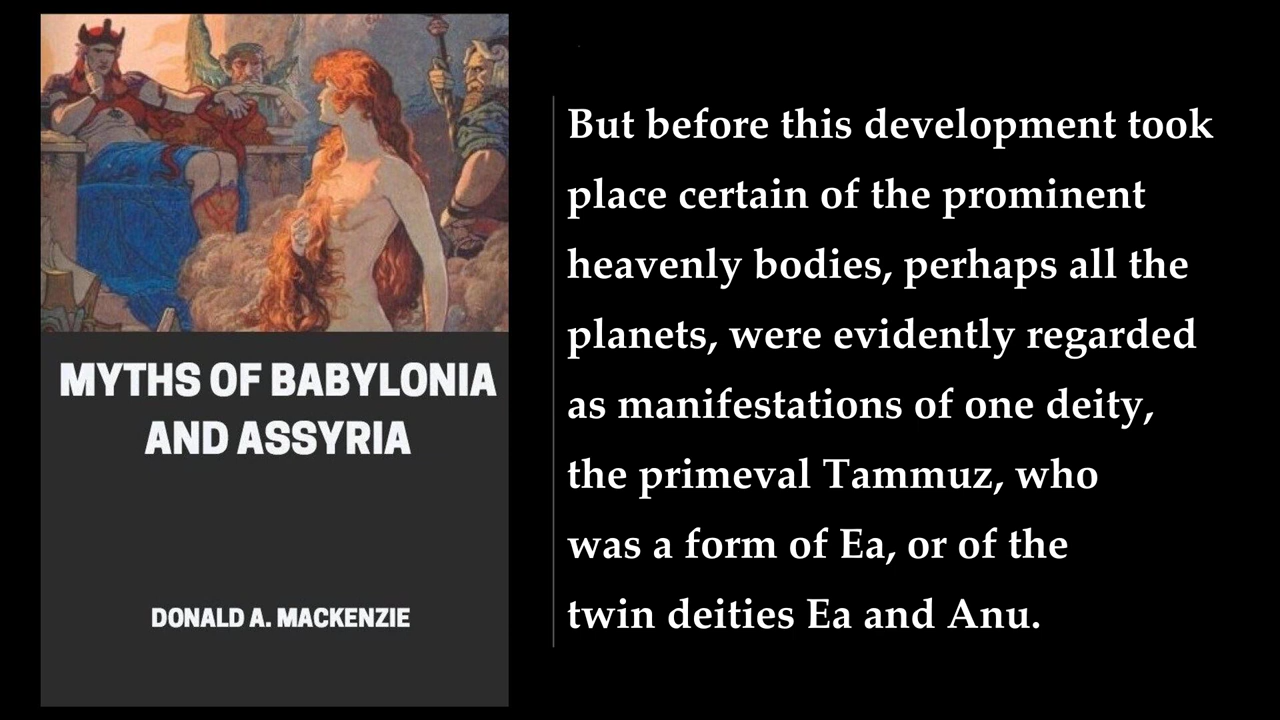 MYTHS OF BABYLONIA
AND ASSYRIA
DONALD A. MACKENZIE
But before this development took
place certain of the prominent
heavenly bodies, perhaps all the
planets, were evidently regarded
as manifestations of one deity,
the primeval Tammuz, who
was a form of Ea, or of the
twin deities Ea and Anu.